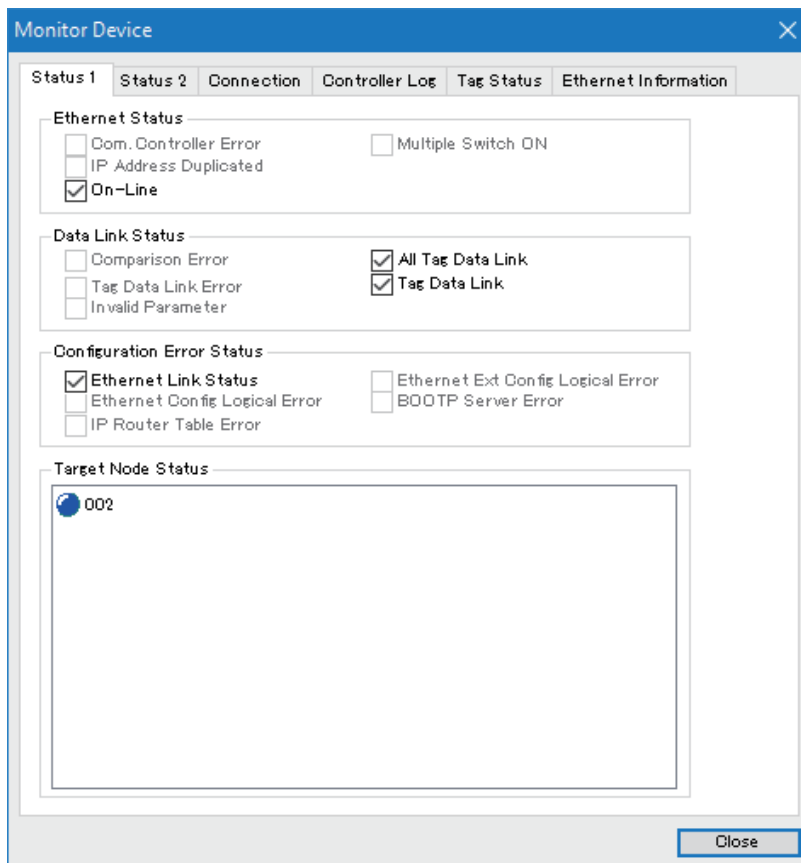 Monitor Device
Status 1 Status 2 Connection Controller Log Tag Status Ethernet Information
Ethernet Status
Com. Controller Error Multiple Switch ON
IP Address Duplicated
On-Line
Data Link Status
Comparison Error All Tag Data Link
Tag Data Link Error Tag Data Link
Invalid Parameter
Configuration Error Status
Ethernet Link Status Ethernet Ext Config Logical Error
Ethernet Config Logical Error BOOTP Server Error
IP Router Table Error
Target Node Status
002
Close